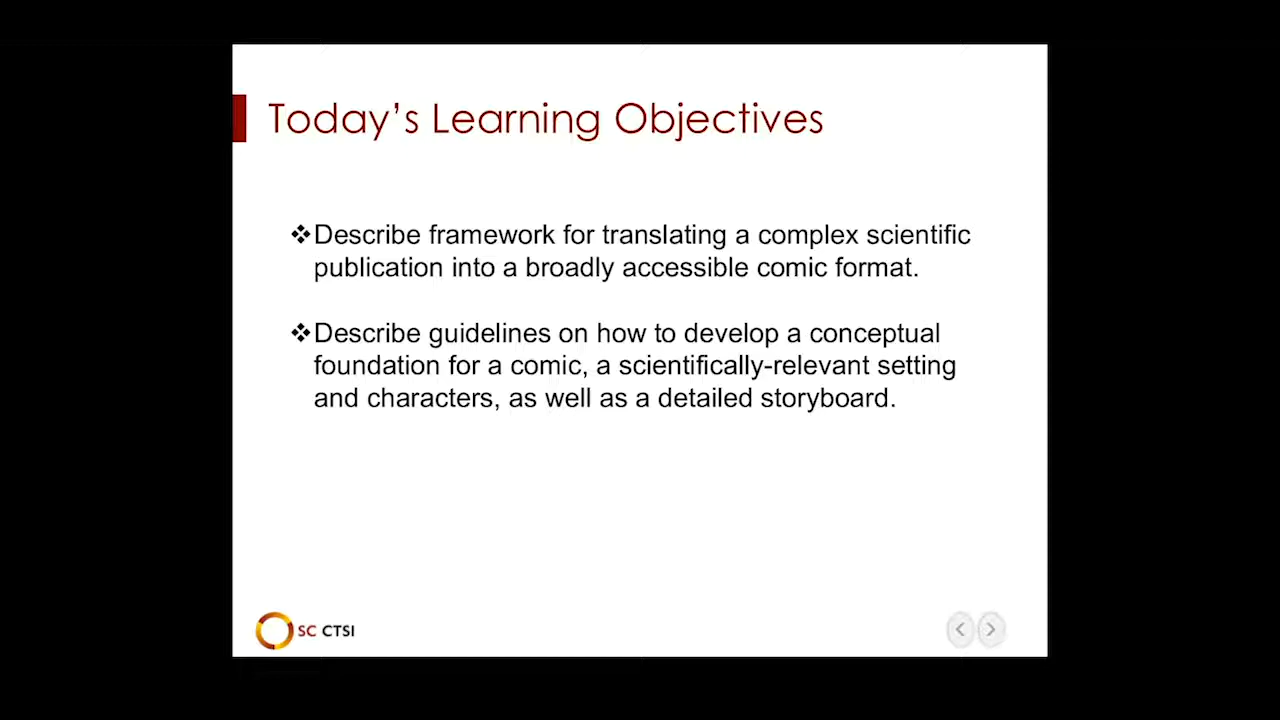 Today's Learning Objectives
❖Describe framework for translating a complex scientific
publication into a broadly accessible comic format.
❖Describe guidelines on how to develop a conceptual
foundation for a comic, a scientifically-relevant setting
and characters, as well as a detailed storyboard.
SC CTSI